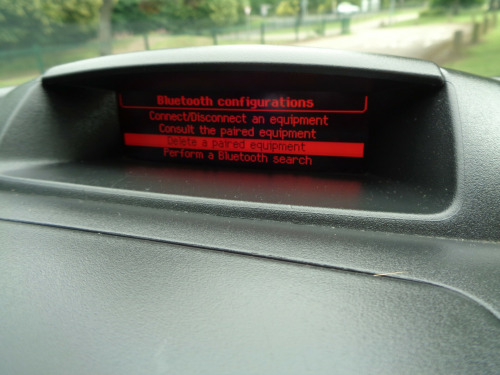 Bluetooth configurations
Connect/Disconnect an equipment
Consult the paired equipment
Delete a paired equipment
Perform a Bluetooth search